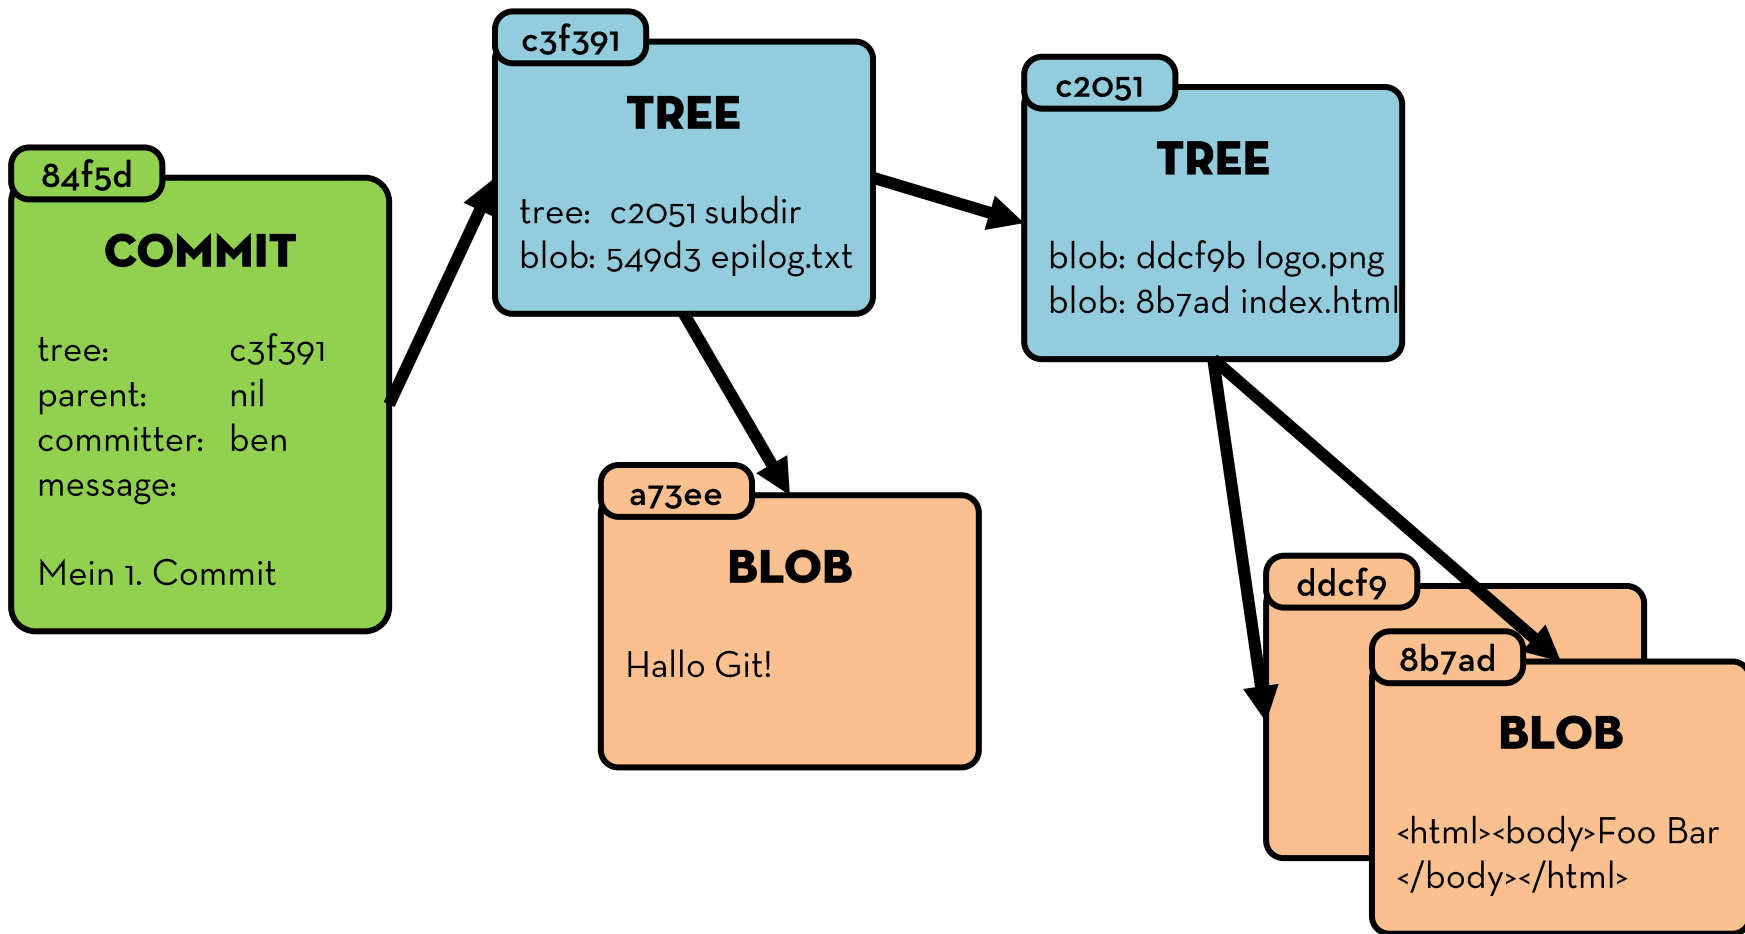 84f5d
COMMIT
tree: c3f391
parent: nil
committer: ben
message:
Mein 1. Commit
c3f391
TREE
tree: c2051 subdir
blob: 549d3 epilog.txt
c2051
TREE
blob: ddcf9b logo.png
blob: 8b7ad index.html
a73ee
BLOB
Hallo Git!
ddcf9
8b7ad
BLOB
<html><body>Foo Bar
</body></html>